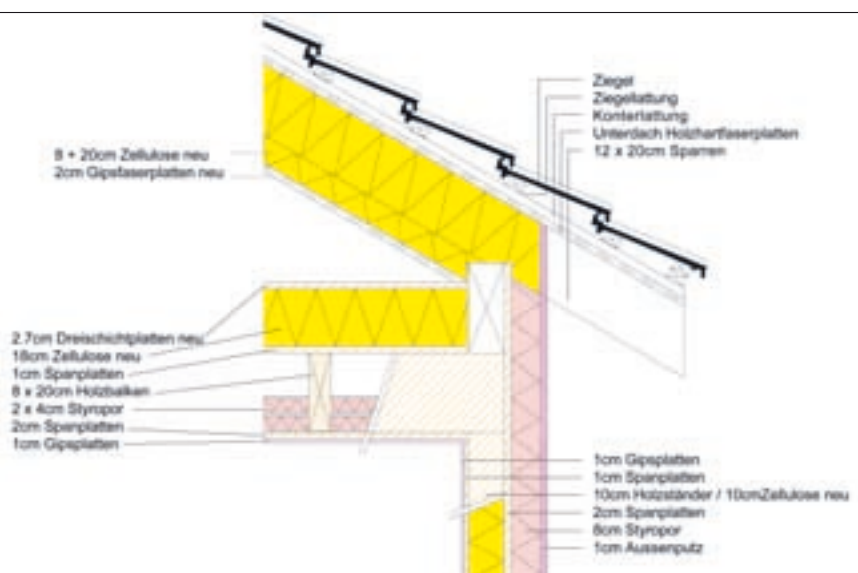 Ziegel
Ziegellattung
Konterlattung
Unterdach Holzhartfaserplatten
12 x 20cm Sparren
8 + 20cm Zellulose neu
2cm Gipsfaserplatten neu
2.7cm Dreischichtplatten neu
18cm Zellulose neu
1cm Spanplatten
8 x 20cm Holzbalken
2 x 4cm Styropor
2cm Spanplatten
1cm Gipsplatten
1cm Gipsplatten
1cm Spanplatten
10cm Holzständer / 10cmZellulose neu
2cm Spanplatten
8cm Styropor
1cm Aussenputz